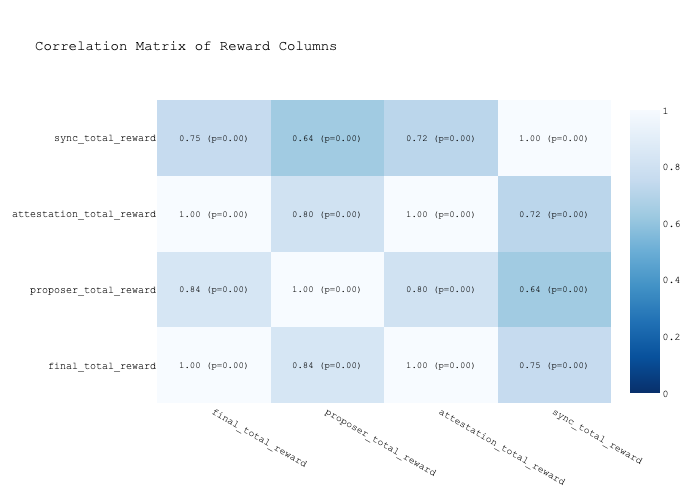 Correlation Matrix of Reward Columns
sync_total_reward 0.75 (p=0.00) 0.64 (p=0.00) 0.72 (p=0.00) 1.00 (p=0.00)
attestation_total_reward 1.00 (p=0.00) 0.80 (p=0.00) 1.00 (p=0.00) 0.72 (p=0.00)
proposer_total_reward 0.84 (p=0.00) 1.00 (p=0.00) 0.80 (p=0.00) 0.64 (p=0.00)
final_total_reward 1.00 (p=0.00) 0.84 (p=0.00) 1.00 (p=0.00) 0.75 (p=0.00)
final_total_reward
proposer_total_reward
attestation_total_reward
sync_total_reward
1
0.8
0.6
0.4
0.2
0